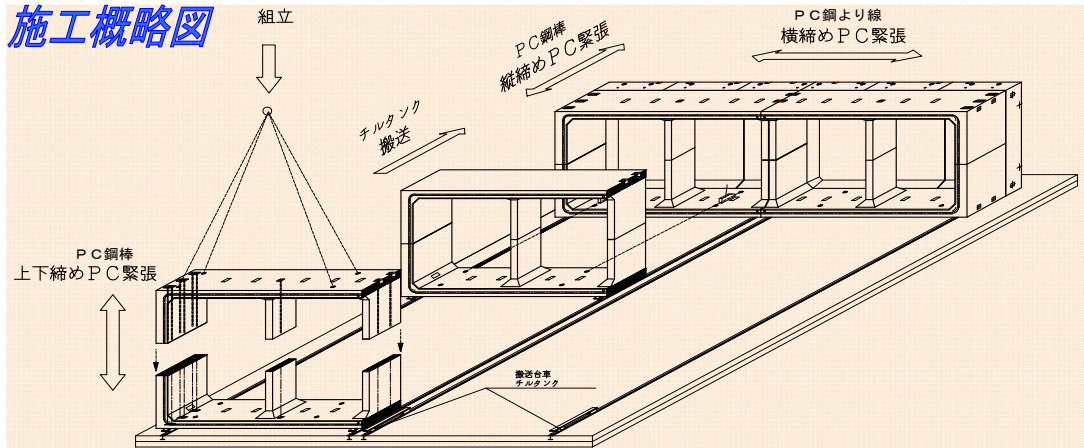 施工概略図
組立
PC鋼棒
縦締めPC緊張
PC鋼より線
横締めPC緊張
チルタンク
搬送
PC鋼棒
上下締めPC緊張
搬送台車
チルタンク